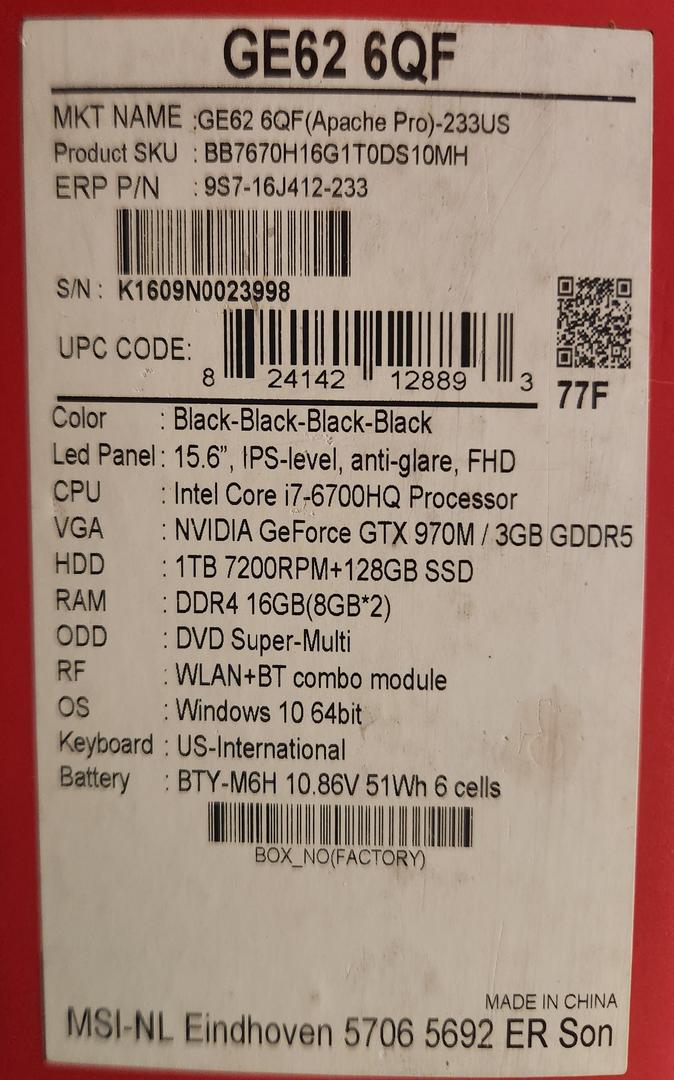 GE62 6QF
MKT NAME :GE62 6QF(Apache Pro)-233US
Product SKU : BB7670H16G1T0DS10MH
ERP P/N : 9S7-16J412-233
S/N : K1609N0023998
UPC CODE: 8 24142 12889 3
77F
Color : Black-Black-Black-Black
Led Panel : 15.6”, IPS-level, anti-glare, FHD
CPU : Intel Core i7-6700HQ Processor
VGA : NVIDIA GeForce GTX 970M / 3GB GDDR5
HDD : 1TB 7200RPM+128GB SSD
RAM : DDR4 16GB(8GB*2)
ODD : DVD Super-Multi
RF : WLAN+BT combo module
OS : Windows 10 64bit
Keyboard : US-International
Battery : BTY-M6H 10.86V 51Wh 6 cells
BOX_NO(FACTORY)
MADE IN CHINA
MSI-NL Eindhoven 5706 5692 ER Son